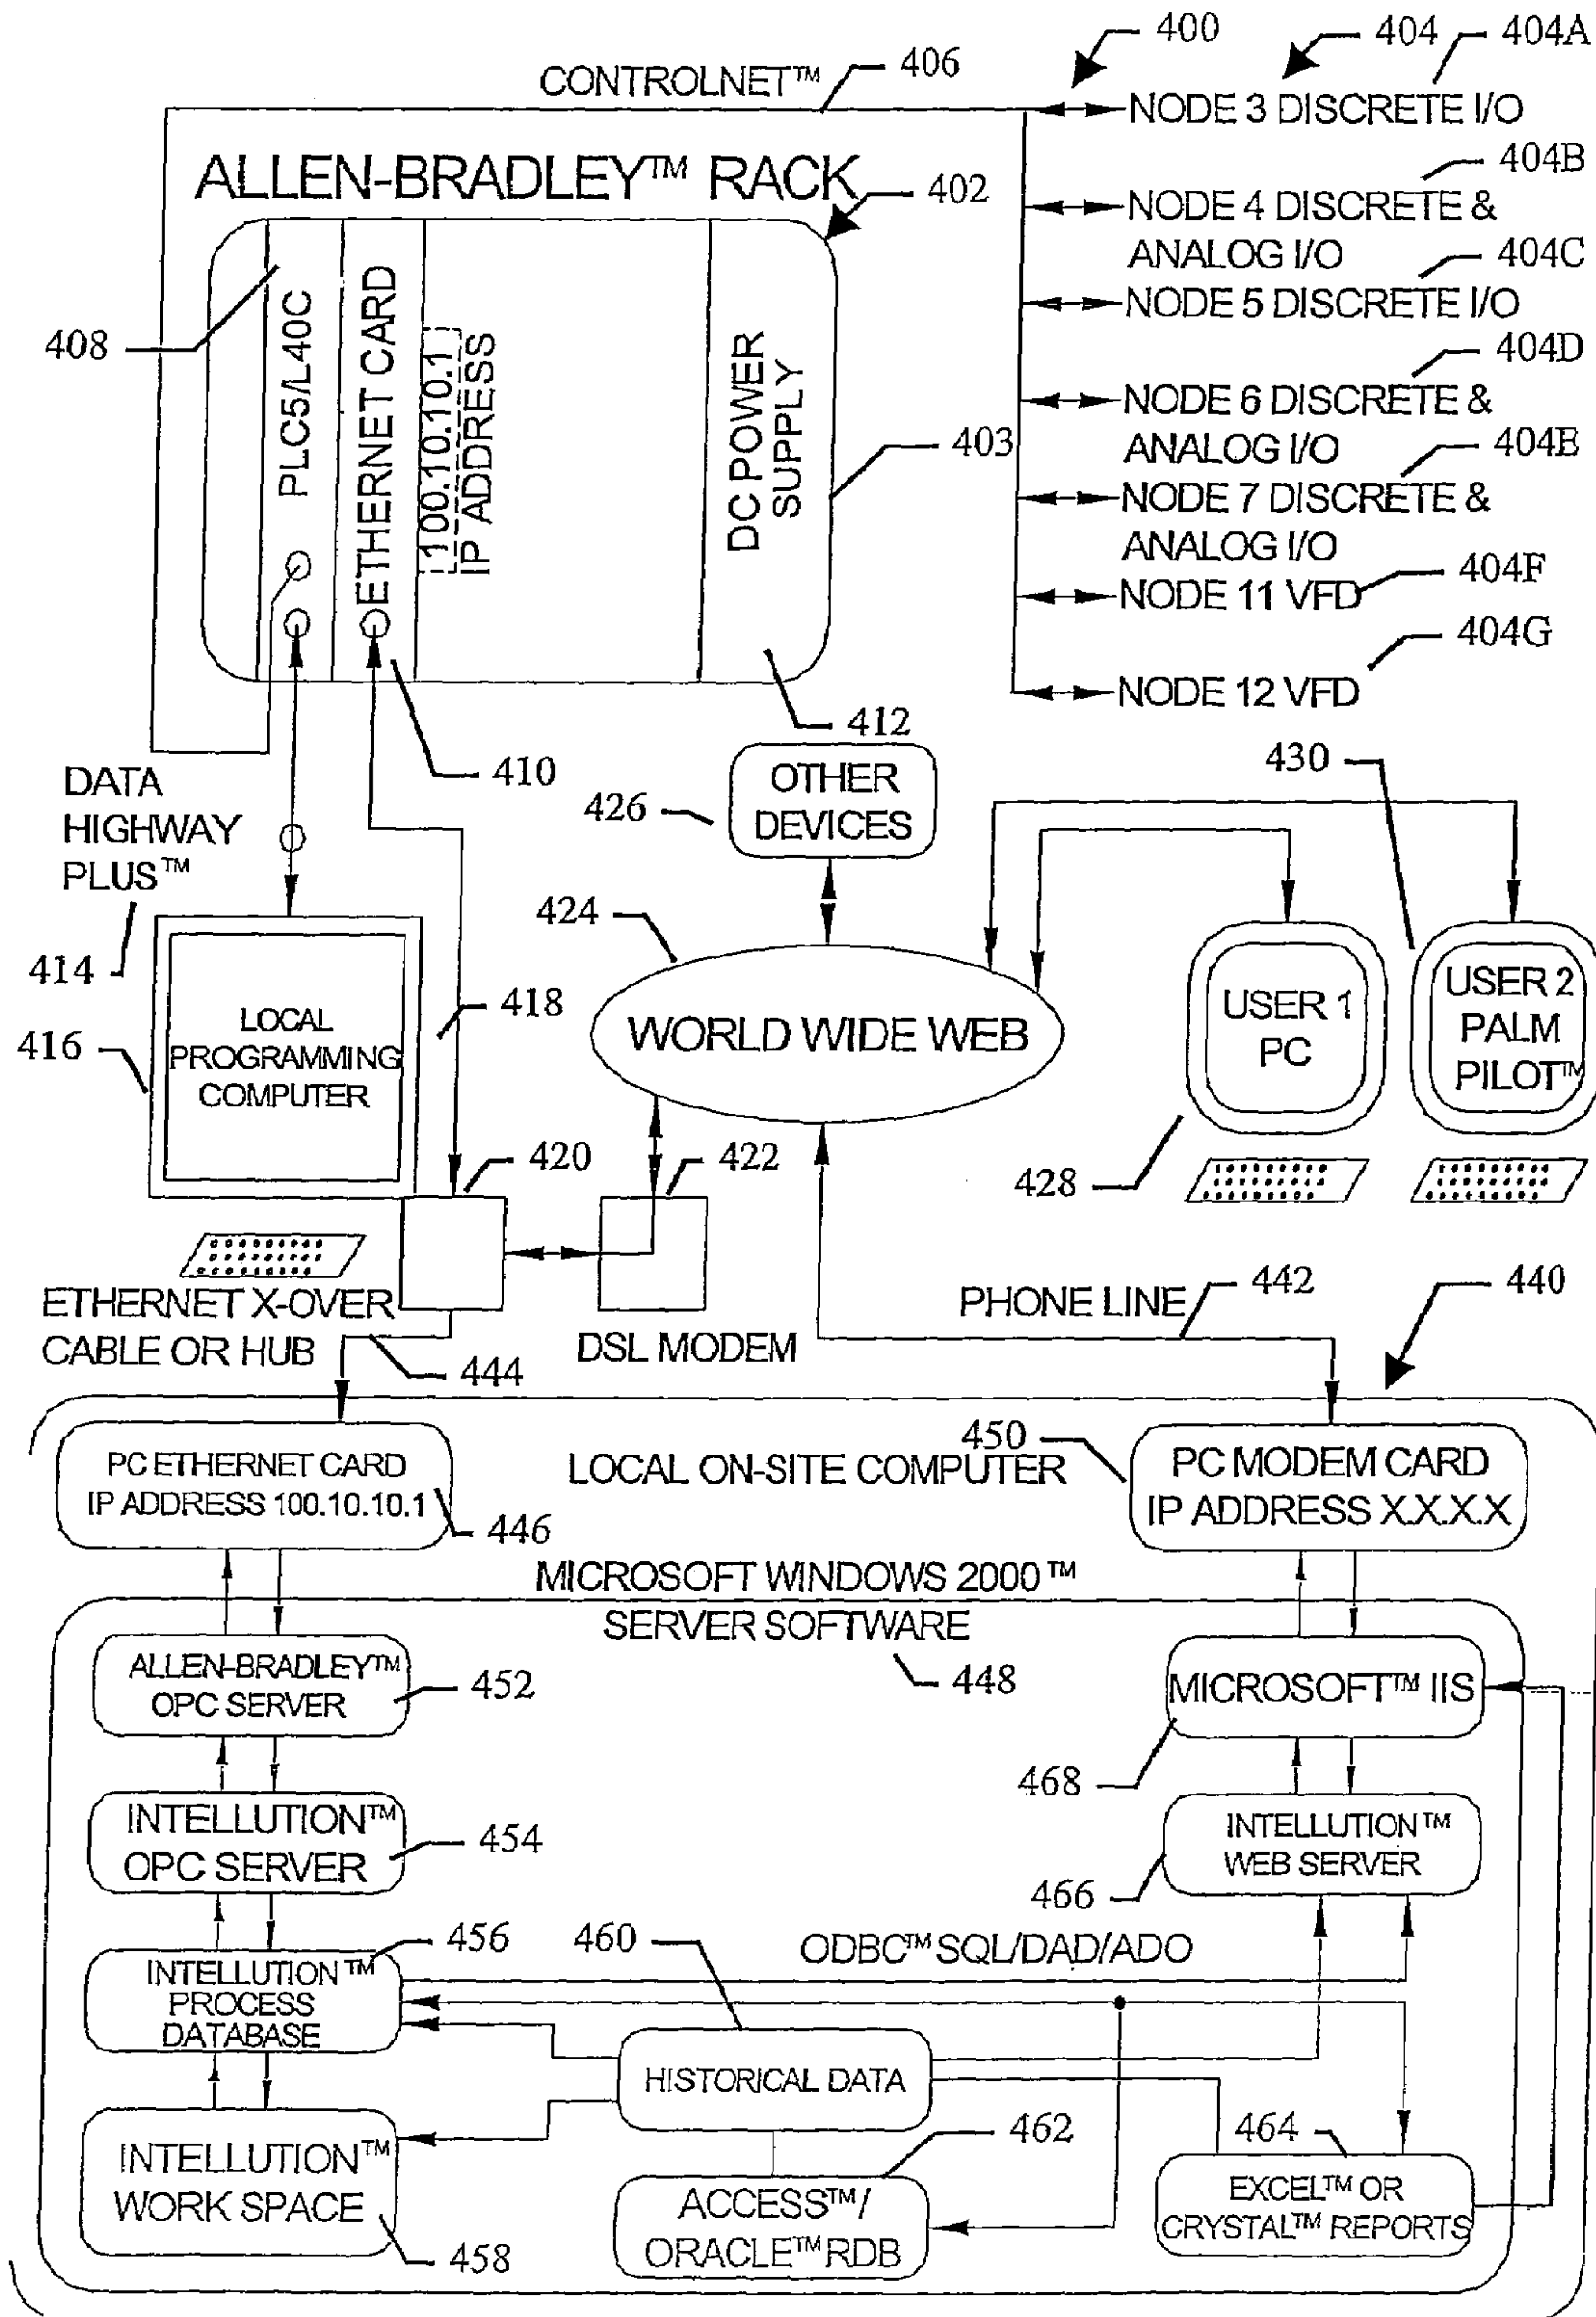 400
404
404A
CONTROLNET™
406
NODE 3 DISCRETE I/O
ALLEN-BRADLEY™ RACK
402
404B
NODE 4 DISCRETE &
ANALOG I/O
404C
NODE 5 DISCRETE I/O
408
PLC5/L40C
ETHERNET CARD
100.10.10.1
IP ADDRESS
DC POWER
SUPPLY
403
404D
NODE 6 DISCRETE &
ANALOG I/O
404E
NODE 7 DISCRETE &
ANALOG I/O
404F
NODE 11 VFD
404G
NODE 12 VFD
412
410
DATA
HIGHWAY
PLUS™
414
OTHER
DEVICES
426
430
424
WORLD WIDE WEB
USER 1
PC
USER 2
PALM
PILOT™
416
LOCAL
PROGRAMMING
COMPUTER
418
420
422
428
ETHERNET X-OVER
CABLE OR HUB
444
DSL MODEM
PHONE LINE
442
440
PC ETHERNET CARD
IP ADDRESS 100.10.10.1
446
LOCAL ON-SITE COMPUTER
450
PC MODEM CARD
IP ADDRESS X.X.X.X
MICROSOFT WINDOWS 2000™
SERVER SOFTWARE
448
ALLEN-BRADLEY™
OPC SERVER
452
MICROSOFT™ IIS
468
INTELLUTION™
OPC SERVER
454
INTELLUTION™
WEB SERVER
466
456
460
ODBC™ SQL/DAD/ADO
INTELLUTION™
PROCESS
DATABASE
HISTORICAL DATA
462
464
INTELLUTION™
WORK SPACE
458
ACCESS™/
ORACLE™ RDB
EXCEL™ OR
CRYSTAL™ REPORTS